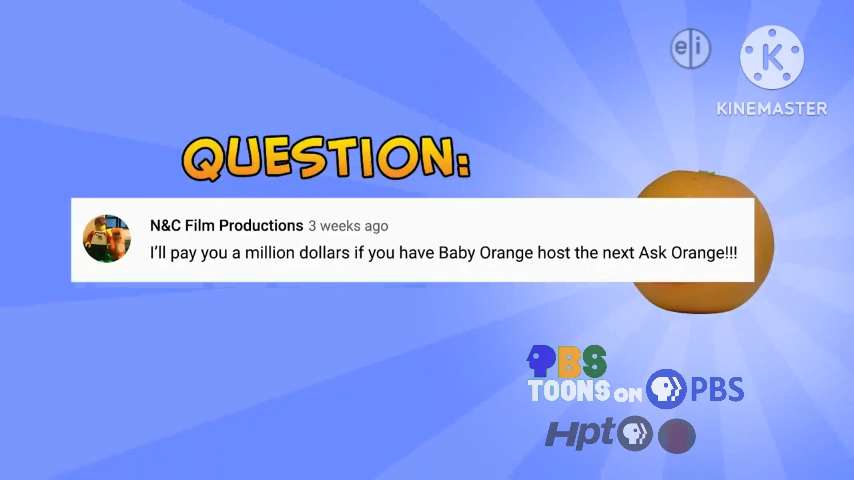 e|i
K
KINEMASTER
QUESTION:
N&C Film Productions 3 weeks ago
I'll pay you a million dollars if you have Baby Orange host the next Ask Orange!!!
PBS
TOONS ON PBS
Hpt